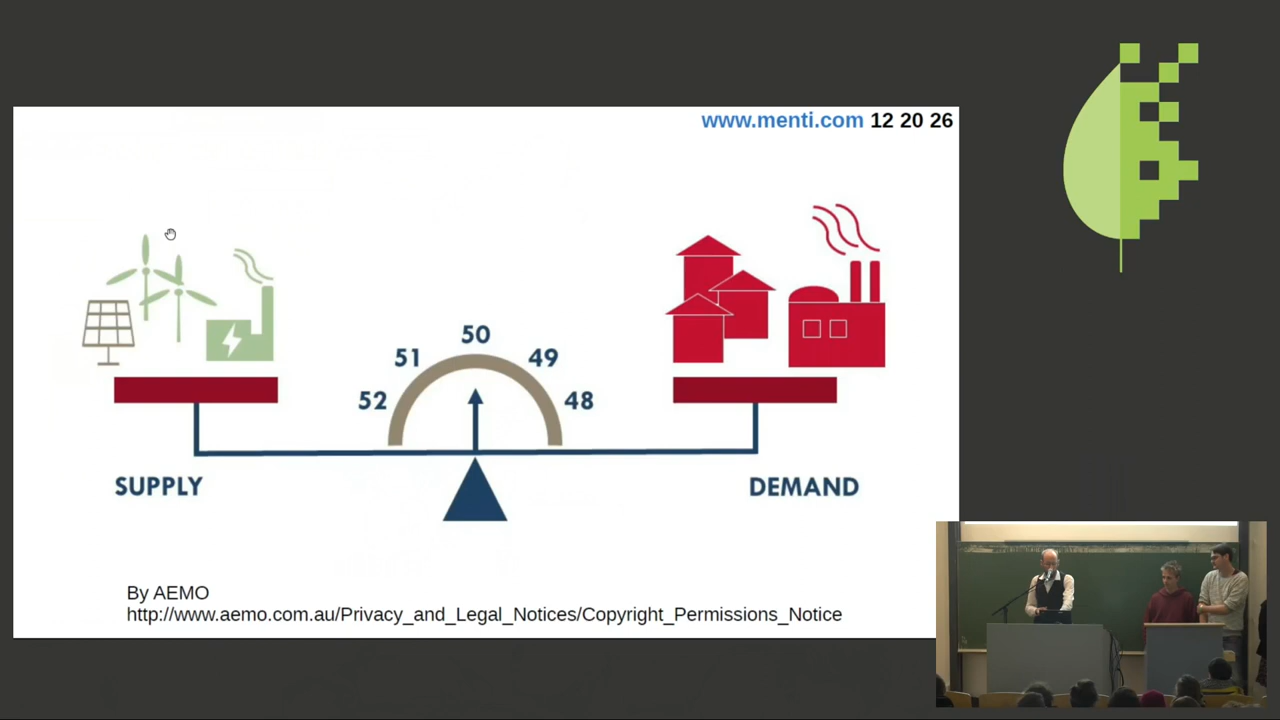 www.menti.com 12 20 26
50
51
49
52
48
SUPPLY
DEMAND
By AEMO
http://www.aemo.com.au/Privacy_and_Legal_Notices/Copyright_Permissions_Notice